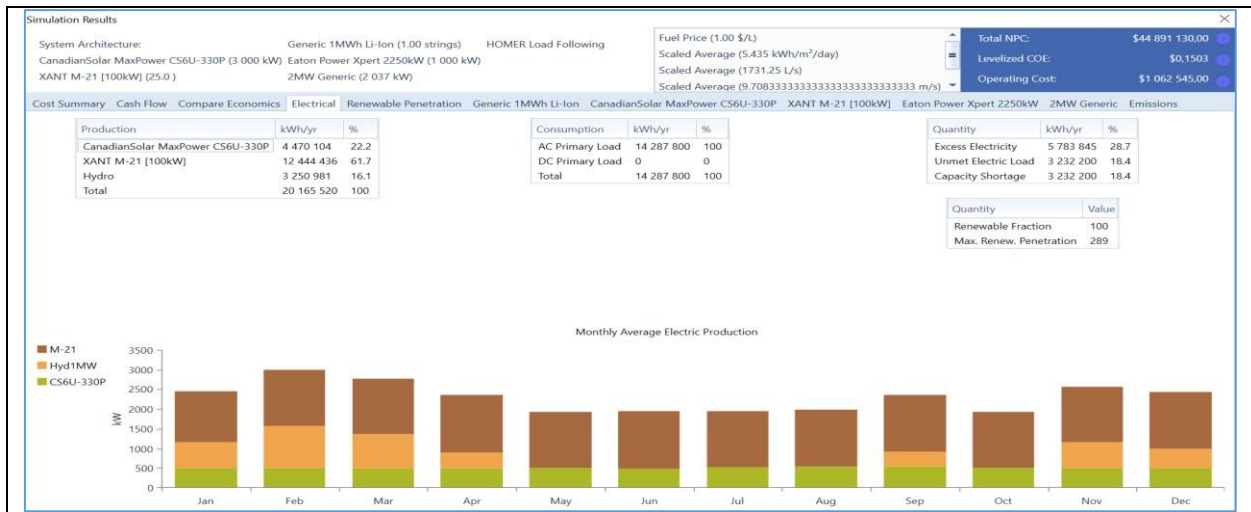 Simulation Results
System Architecture: Generic 1MWh Li-Ion (1.00 strings) HOMER Load Following
CanadianSolar MaxPower CS6U-330P (3 000 kW) Eaton Power Xpert 2250kW (1 000 kW)
XANT M-21 [100kW] (25.0 ) 2MW Generic (2 037 kW)
Fuel Price (1.00 $/L)
Scaled Average (5.435 kWh/m²/day)
Scaled Average (1731.25 L/s)
Scaled Average (9.7083333333333333333333333333 m/s)
Total NPC: $44 891 130,00
Levelized COE: $0,1503
Operating Cost: $1 062 545,00
Cost Summary Cash Flow Compare Economics Electrical Renewable Penetration Generic 1MWh Li-Ion CanadianSolar MaxPower CS6U-330P XANT M-21 [100kW] Eaton Power Xpert 2250kW 2MW Generic Emissions
Production kWh/yr %
CanadianSolar MaxPower CS6U-330P 4 470 104 22.2
XANT M-21 [100kW] 12 444 436 61.7
Hydro 3 250 981 16.1
Total 20 165 520 100
Consumption kWh/yr %
AC Primary Load 14 287 800 100
DC Primary Load 0 0
Total 14 287 800 100
Quantity kWh/yr %
Excess Electricity 5 783 845 28.7
Unmet Electric Load 3 232 200 18.4
Capacity Shortage 3 232 200 18.4
Quantity Value
Renewable Fraction 100
Max. Renew. Penetration 289
Monthly Average Electric Production
M-21
Hyd1MW
CS6U-330P
kW
3500
3000
2500
2000
1500
1000
500
0
Jan Feb Mar Apr May Jun Jul Aug Sep Oct Nov Dec